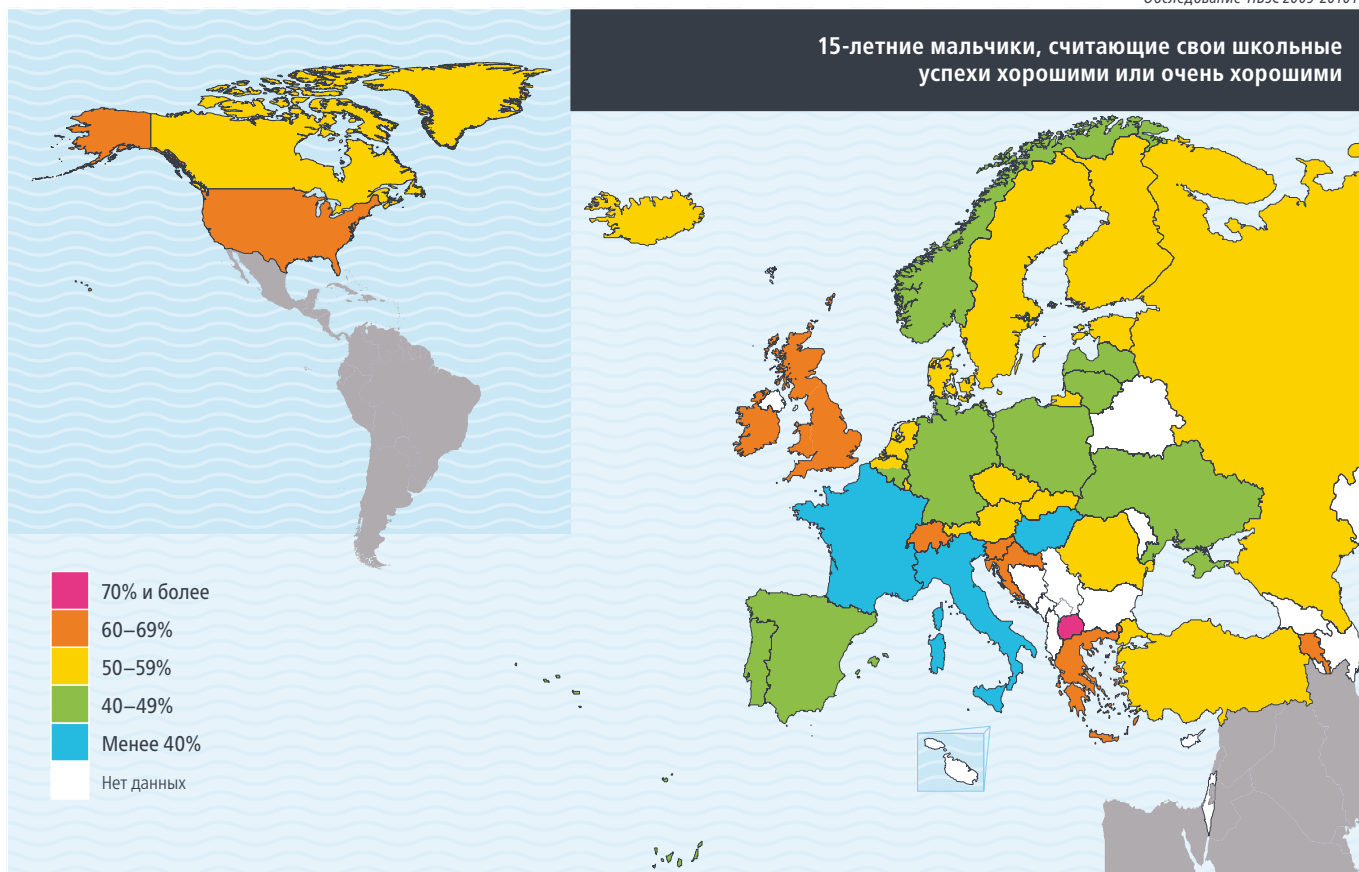 15-летние мальчики, считающие свои школьные
успехи хорошими или очень хорошими
70% и более
60–69%
50–59%
40–49%
Менее 40%
Нет данных